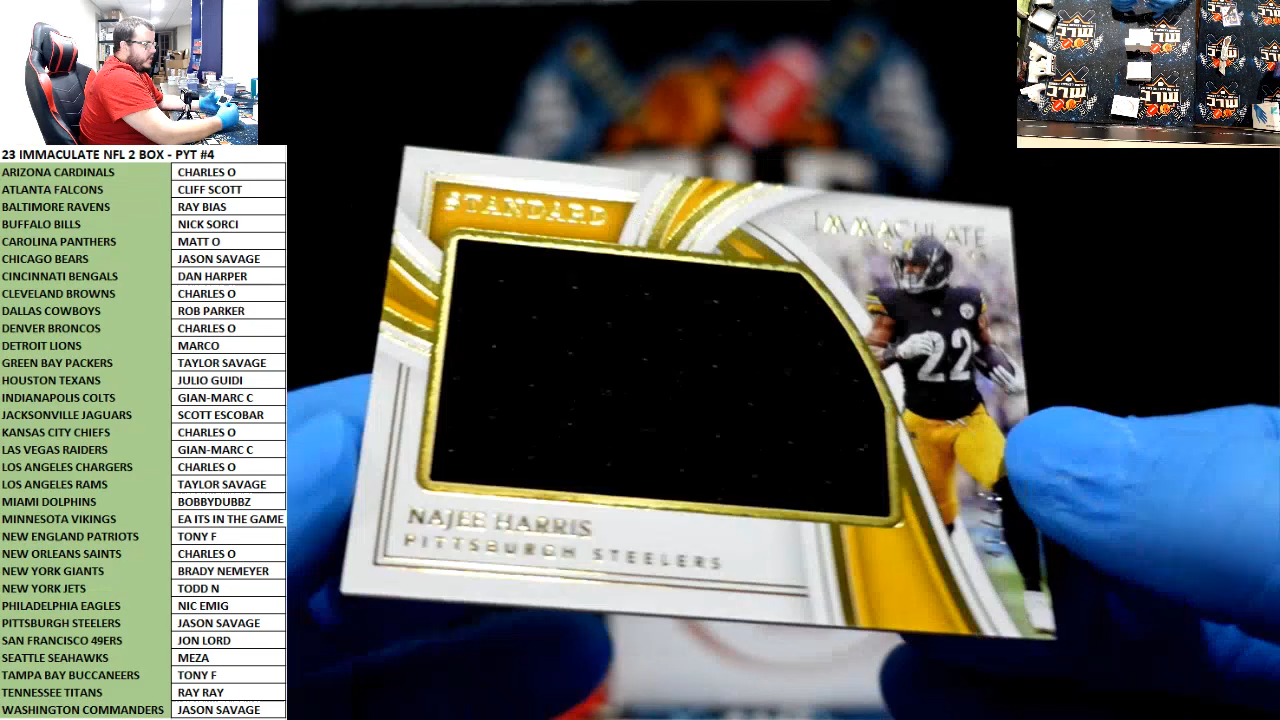 23 IMMACULATE NFL 2 BOX - PYT #4
ARIZONA CARDINALS CHARLES O
ATLANTA FALCONS CLIFF SCOTT
BALTIMORE RAVENS RAY BIAS
BUFFALO BILLS NICK SORCI
CAROLINA PANTHERS MATT O
CHICAGO BEARS JASON SAVAGE
CINCINNATI BENGALS DAN HARPER
CLEVELAND BROWNS CHARLES O
DALLAS COWBOYS ROB PARKER
DENVER BRONCOS CHARLES O
DETROIT LIONS MARCO
GREEN BAY PACKERS TAYLOR SAVAGE
HOUSTON TEXANS JULIO GUIDI
INDIANAPOLIS COLTS GIAN-MARC C
JACKSONVILLE JAGUARS SCOTT ESCOBAR
KANSAS CITY CHIEFS CHARLES O
LAS VEGAS RAIDERS GIAN-MARC C
LOS ANGELES CHARGERS CHARLES O
LOS ANGELES RAMS TAYLOR SAVAGE
MIAMI DOLPHINS BOBBYDUBBZ
MINNESOTA VIKINGS EA ITS IN THE GAME
NEW ENGLAND PATRIOTS TONY F
NEW ORLEANS SAINTS CHARLES O
NEW YORK GIANTS BRADY NEMEYER
NEW YORK JETS TODD N
PHILADELPHIA EAGLES NIC EMIG
PITTSBURGH STEELERS JASON SAVAGE
SAN FRANCISCO 49ERS JON LORD
SEATTLE SEAHAWKS MEZA
TAMPA BAY BUCCANEERS TONY F
TENNESSEE TITANS RAY RAY
WASHINGTON COMMANDERS JASON SAVAGE
STANDARD
IMMACULATE
22
NAJEE HARRIS
PITTSBURGH STEELERS